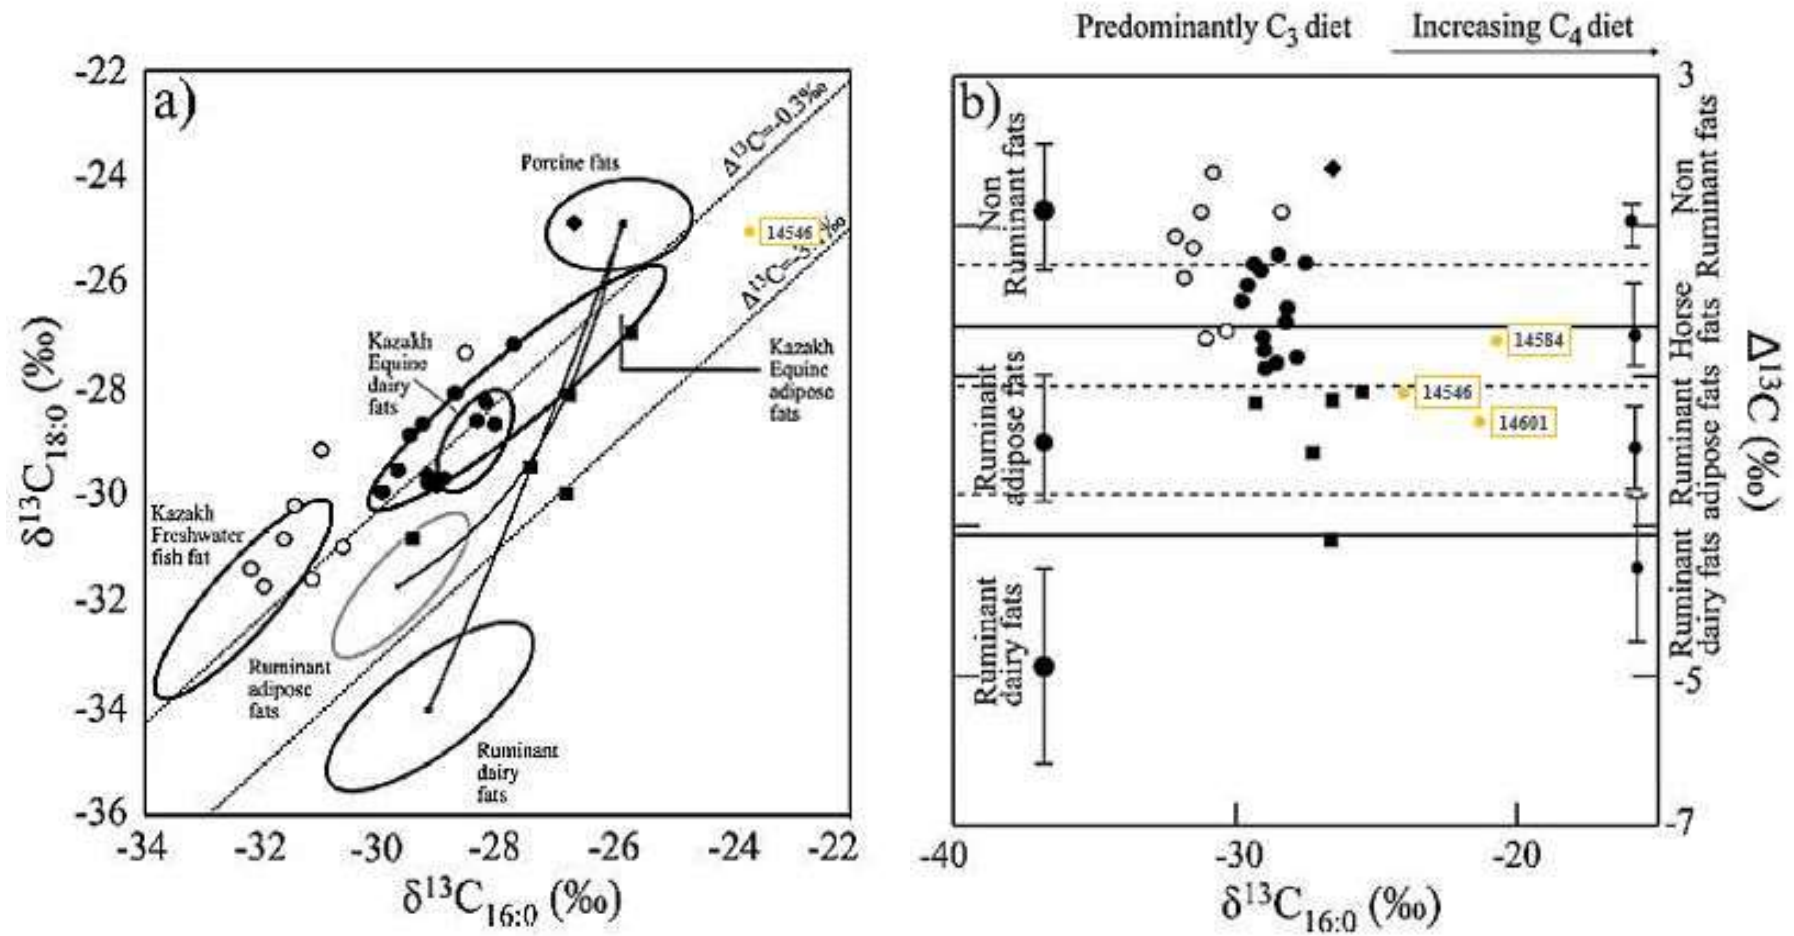 Predominantly C3 diet
Increasing C4 diet
a)
b)
-22
-24
-26
-28
-30
-32
-34
-36
δ13C18:0 (‰)
-34
-32
-30
-28
-26
-24
-22
δ13C16:0 (‰)
Δ13C=-0.3‰
Porcine fats
14546
Kazakh
Equine
dairy
fats
Kazakh
Equine
adipose
fats
Kazakh
Freshwater
fish fat
Ruminant
adipose
fats
Ruminant
dairy
fats
Non
Ruminant fats
Ruminant
adipose fats
Ruminant
dairy fats
14584
14546
14601
3
-5
-7
Non
Ruminant fats
Horse
fats
Ruminant
adipose fats
Ruminant
dairy fats
Δ13C (‰)
-40
-30
-20
δ13C16:0 (‰)